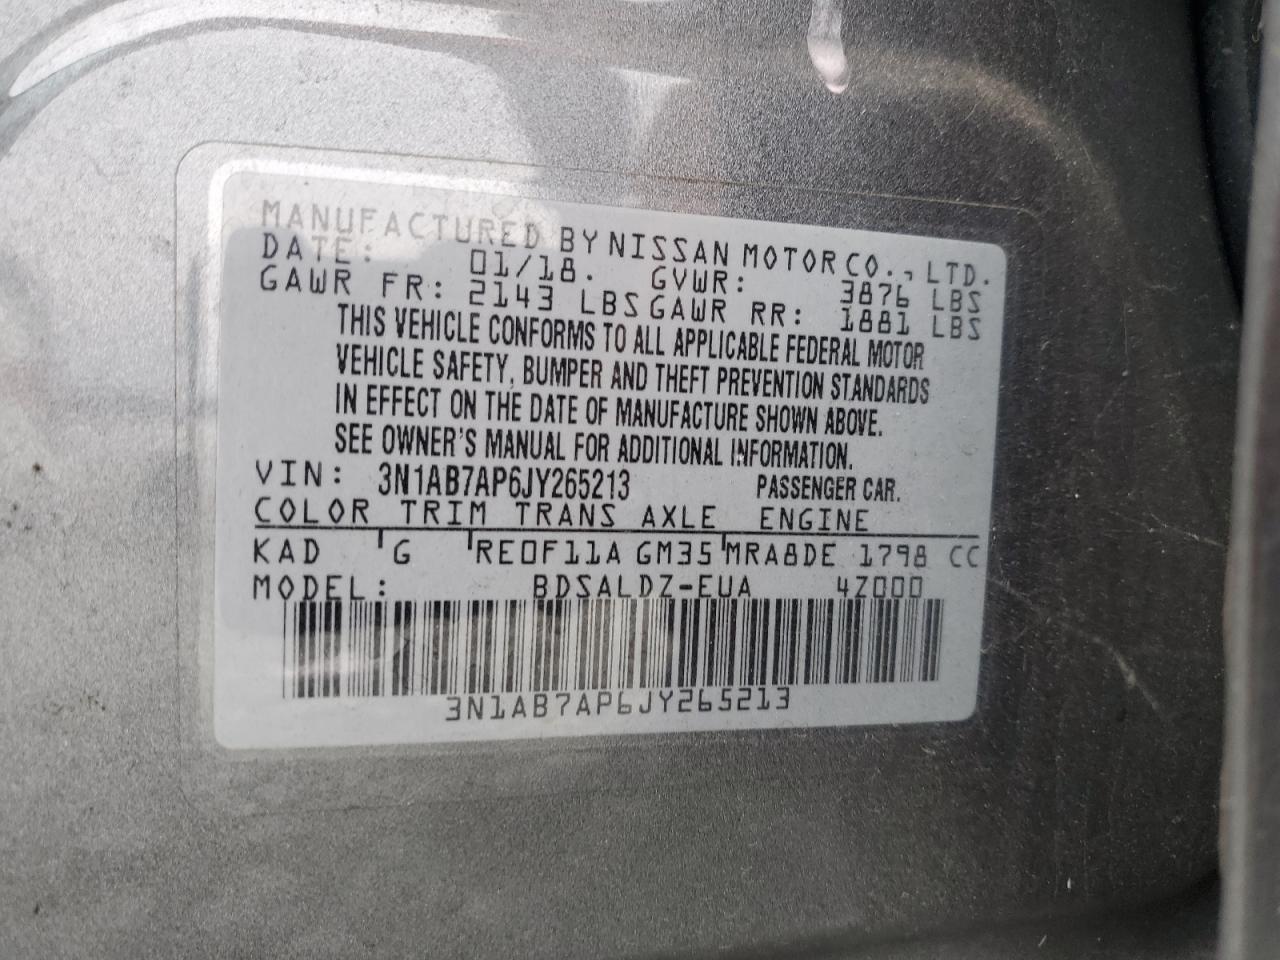 MANUFACTURED BY NISSAN MOTOR CO., LTD.
DATE: 01/18. GVWR: 3876 LBS
GAWR FR: 2143 LBS GAWR RR: 1881 LBS
THIS VEHICLE CONFORMS TO ALL APPLICABLE FEDERAL MOTOR
VEHICLE SAFETY, BUMPER AND THEFT PREVENTION STANDARDS
IN EFFECT ON THE DATE OF MANUFACTURE SHOWN ABOVE.
SEE OWNER'S MANUAL FOR ADDITIONAL INFORMATION.
VIN: 3N1AB7AP6JY265213 PASSENGER CAR.
COLOR TRIM TRANS AXLE ENGINE
KAD G RE0F11A GM35 MRA8DE 1798 CC
MODEL: BDSALDZ-EUA 4Z000
3N1AB7AP6JY265213